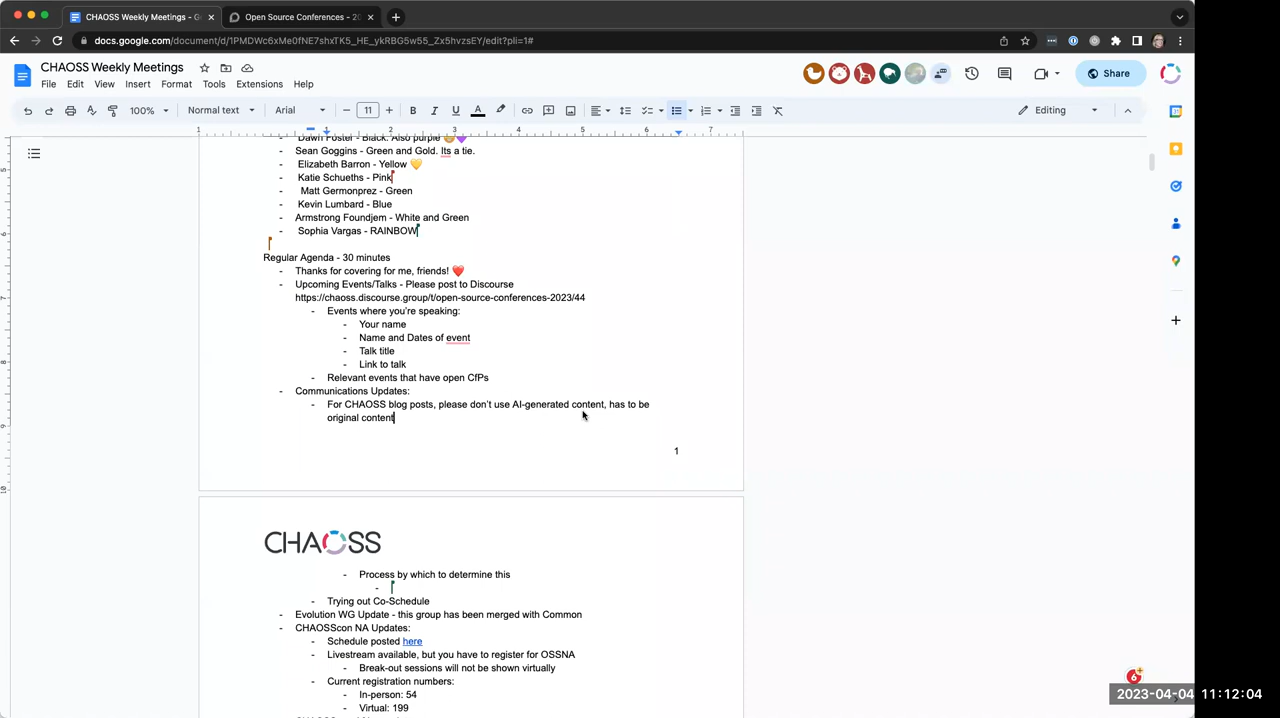 CHAOSS Weekly Meetings - G
Open Source Conferences - 20
docs.google.com/document/d/1PMDWc6xMe0fNE7shxTK5_HE_ykRBG5w55_Zx5hvzsEY/edit?pli=1#
CHAOSS Weekly Meetings
File Edit View Insert Format Tools Extensions Help
Share
100% Normal text Arial 11 B I U A Editing
1 1 2 3 4 5 6 7
Dawn Foster - Black. Also purple
- Sean Goggins - Green and Gold. Its a tie.
- Elizabeth Barron - Yellow 💛
- Katie Schueths - Pink
- Matt Germonprez - Green
- Kevin Lumbard - Blue
- Armstrong Foundjem - White and Green
- Sophia Vargas - RAINBOW
Regular Agenda - 30 minutes
- Thanks for covering for me, friends! ❤️
- Upcoming Events/Talks - Please post to Discourse
https://chaoss.discourse.group/t/open-source-conferences-2023/44
- Events where you're speaking:
- Your name
- Name and Dates of event
- Talk title
- Link to talk
- Relevant events that have open CfPs
- Communications Updates:
- For CHAOSS blog posts, please don't use AI-generated content, has to be
original content
1
CHAOSS
- Process by which to determine this
-
- Trying out Co-Schedule
- Evolution WG Update - this group has been merged with Common
- CHAOSScon NA Updates:
- Schedule posted here
- Livestream available, but you have to register for OSSNA
- Break-out sessions will not be shown virtually
- Current registration numbers:
- In-person: 54
- Virtual: 199
6
2023-04-04 11:12:04